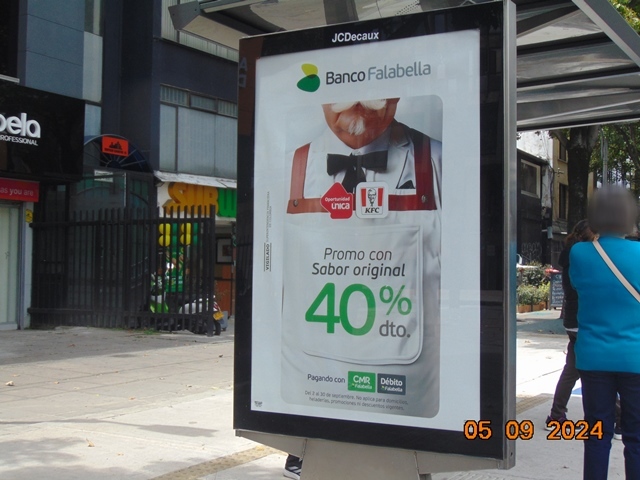 JCDecaux
Banco Falabella
Oportunidad
única
KFC
Promo con
Sabor original
40%
dto.
Pagando con
CMR
Falabella
Débito
Falabella
bela
PROFESSIONAL
VIGILADO
05 09 2024